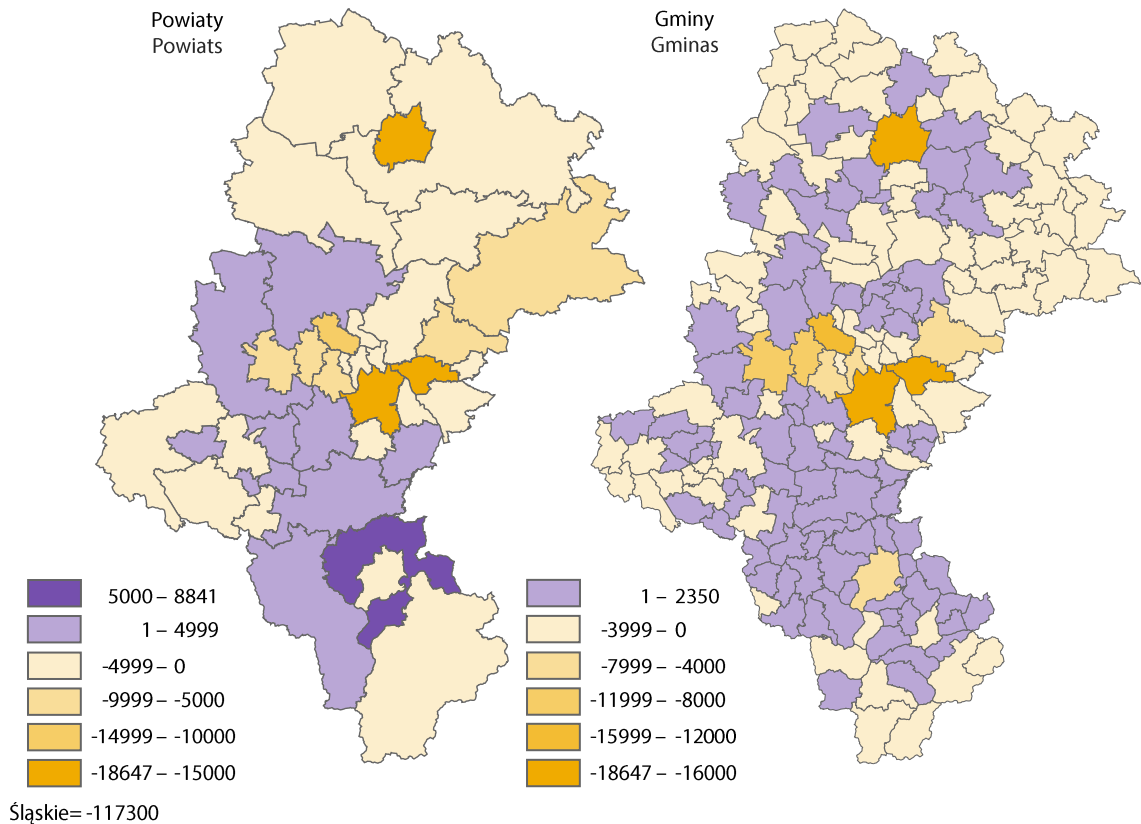 Powiaty
Powiats
Gminy
Gminas
5000 – 8841
1 – 4999
-4999 – 0
-9999 – -5000
-14999 – -10000
-18647 – -15000
1 – 2350
-3999 – 0
-7999 – -4000
-11999 – -8000
-15999 – -12000
-18647 – -16000
Śląskie= -117300